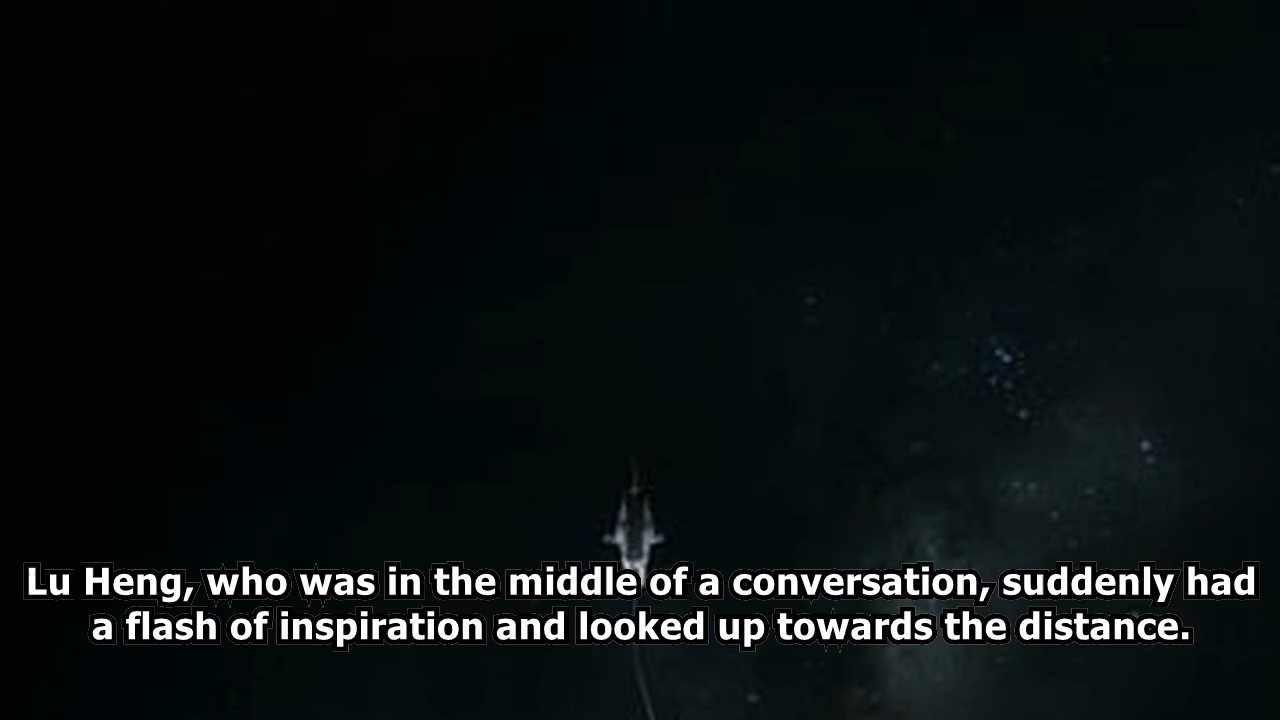 Lu Heng, who was in the middle of a conversation, suddenly had
a flash of inspiration and looked up towards the distance.